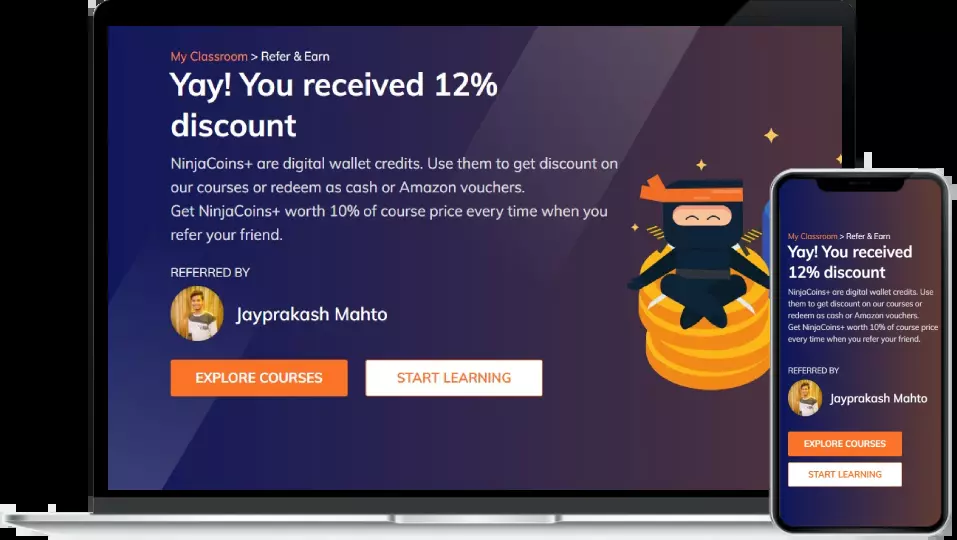 My Classroom > Refer & Earn
Yay! You received 12%
discount
NinjaCoins+ are digital wallet credits. Use them to get discount on
our courses or redeem as cash or Amazon vouchers.
Get NinjaCoins+ worth 10% of course price every time when you
refer your friend.
REFERRED BY
Jayprakash Mahto
EXPLORE COURSES
START LEARNING
My Classroom > Refer & Earn
Yay! You received
12% discount
NinjaCoins+ are digital wallet credits. Use
them to get discount on our courses or
redeem as cash or Amazon vouchers.
Get NinjaCoins+ worth 10% of course price
every time when you refer your friend.
REFERRED BY
Jayprakash Mahto
EXPLORE COURSES
START LEARNING